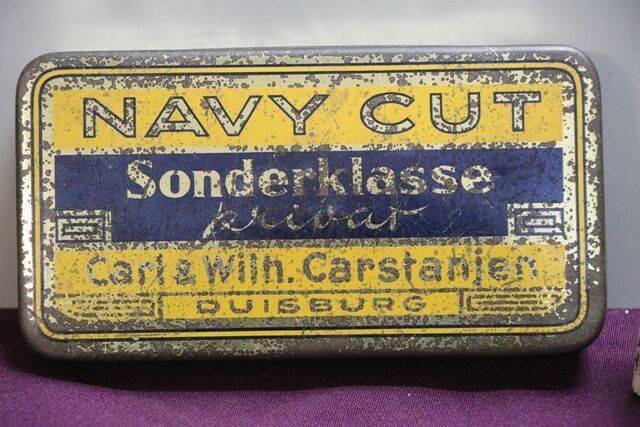 NAVY CUT
Sonderklasse
privat
Carl & Wilh. Carstanjen
DUISBURG